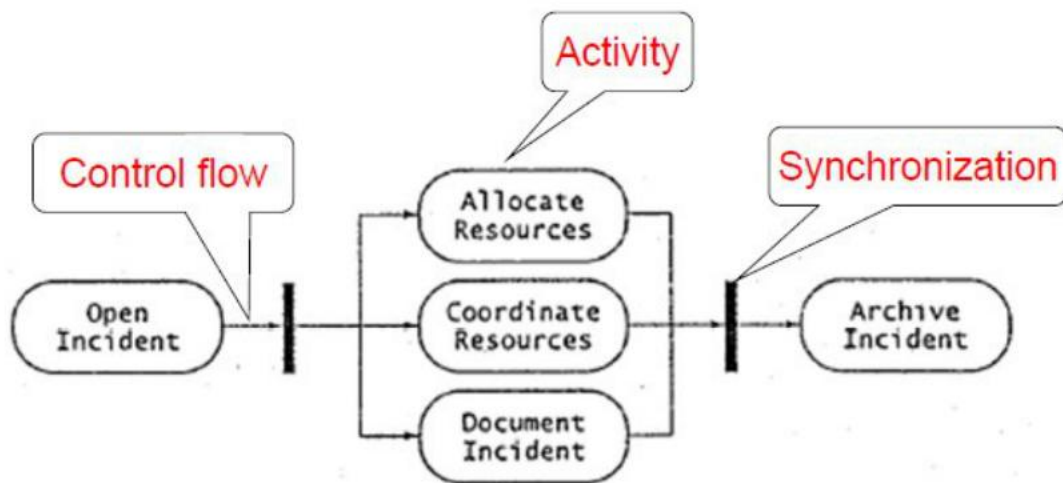 Activity
Control flow
Synchronization
Allocate
Resources
Open
Incident
Coordinate
Resources
Archive
Incident
Document
Incident